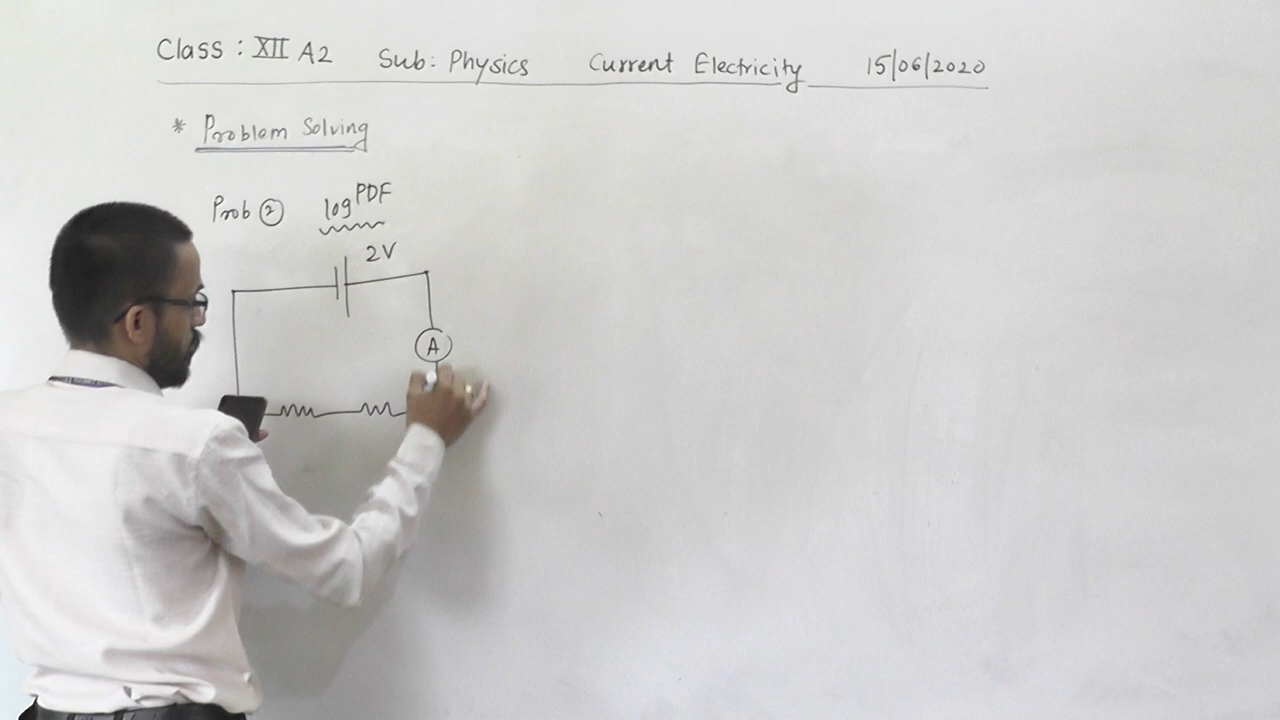 Class : XII A2 Sub: Physics Current Electricity 15/06/2020
* Problem Solving
Prob ② log PDF
2V
A